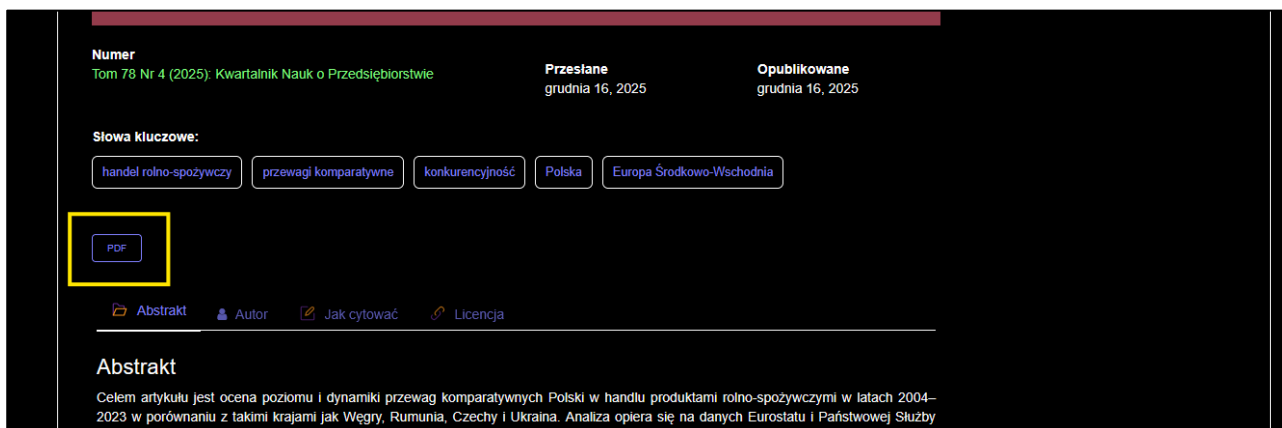 Numer
Tom 78 Nr 4 (2025): Kwartalnik Nauk o Przedsiębiorstwie
Przesłane
grudnia 16, 2025
Opublikowane
grudnia 16, 2025
Słowa kluczowe:
handel rolno-spożywczy przewagi komparatywne konkurencyjność Polska Europa Środkowo-Wschodnia
PDF
Abstrakt Autor Jak cytować Licencja
Abstrakt
Celem artykułu jest ocena poziomu i dynamiki przewag komparatywnych Polski w handlu produktami rolno-spożywczymi w latach 2004–
2023 w porównaniu z takimi krajami jak Węgry, Rumunia, Czechy i Ukraina. Analiza opiera się na danych Eurostatu i Państwowej Służby